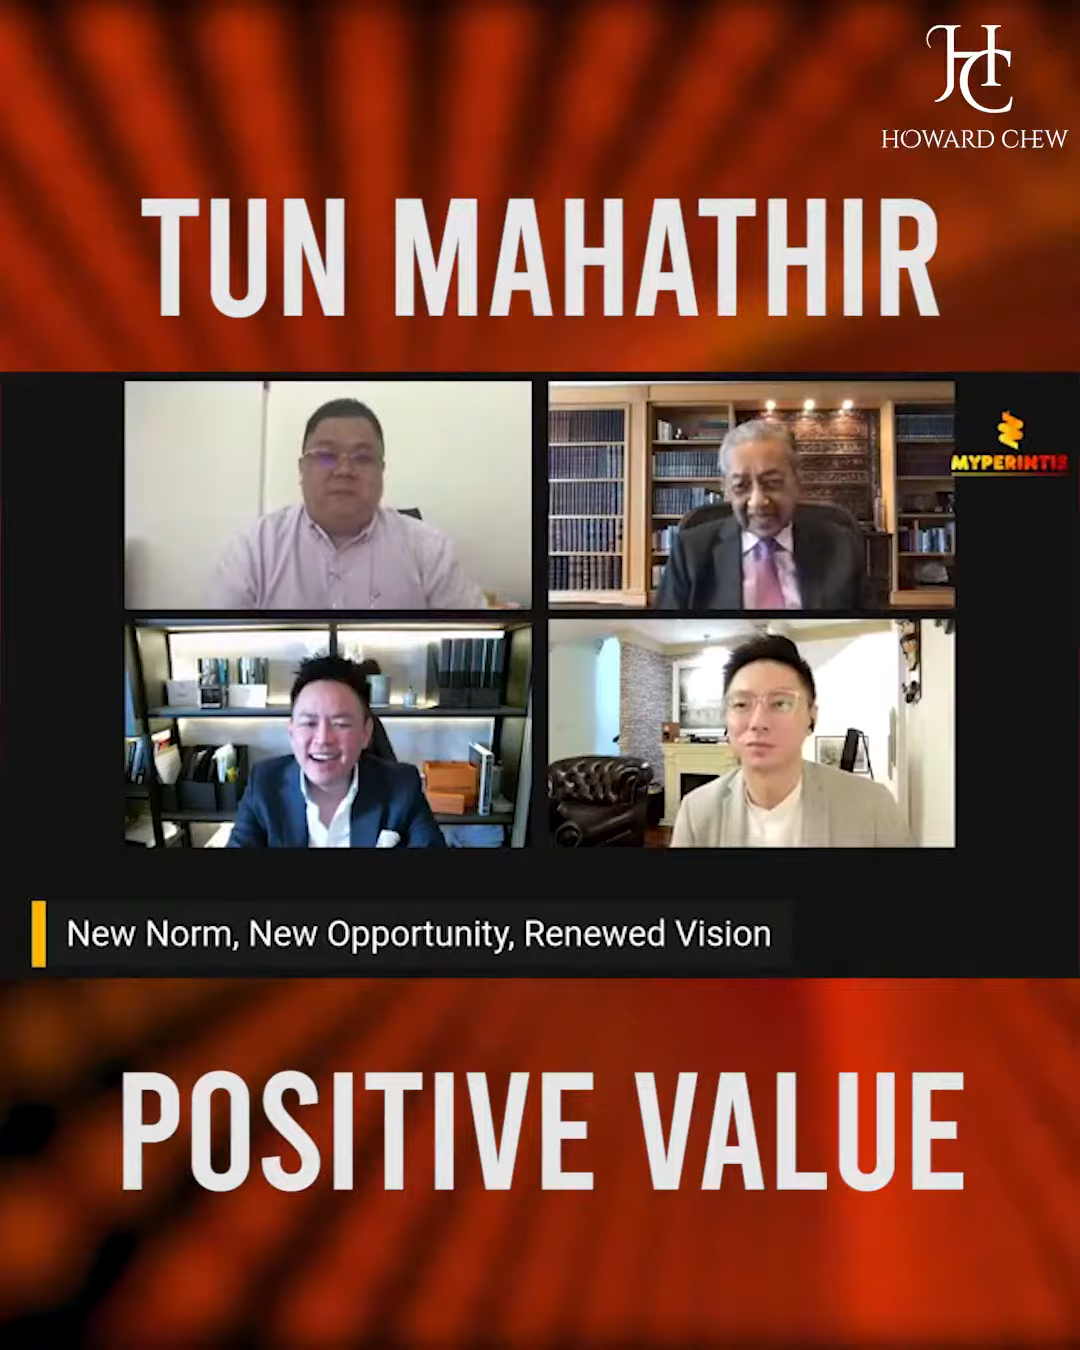 HC
HOWARD CHEW
TUN MAHATHIR
MYPERINTIS
New Norm, New Opportunity, Renewed Vision
POSITIVE VALUE